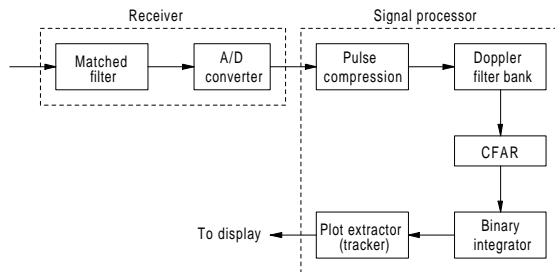 Receiver
Signal processor
Matched
filter
A/D
converter
Pulse
compression
Doppler
filter bank
CFAR
To display
Plot extractor
(tracker)
Binary
integrator